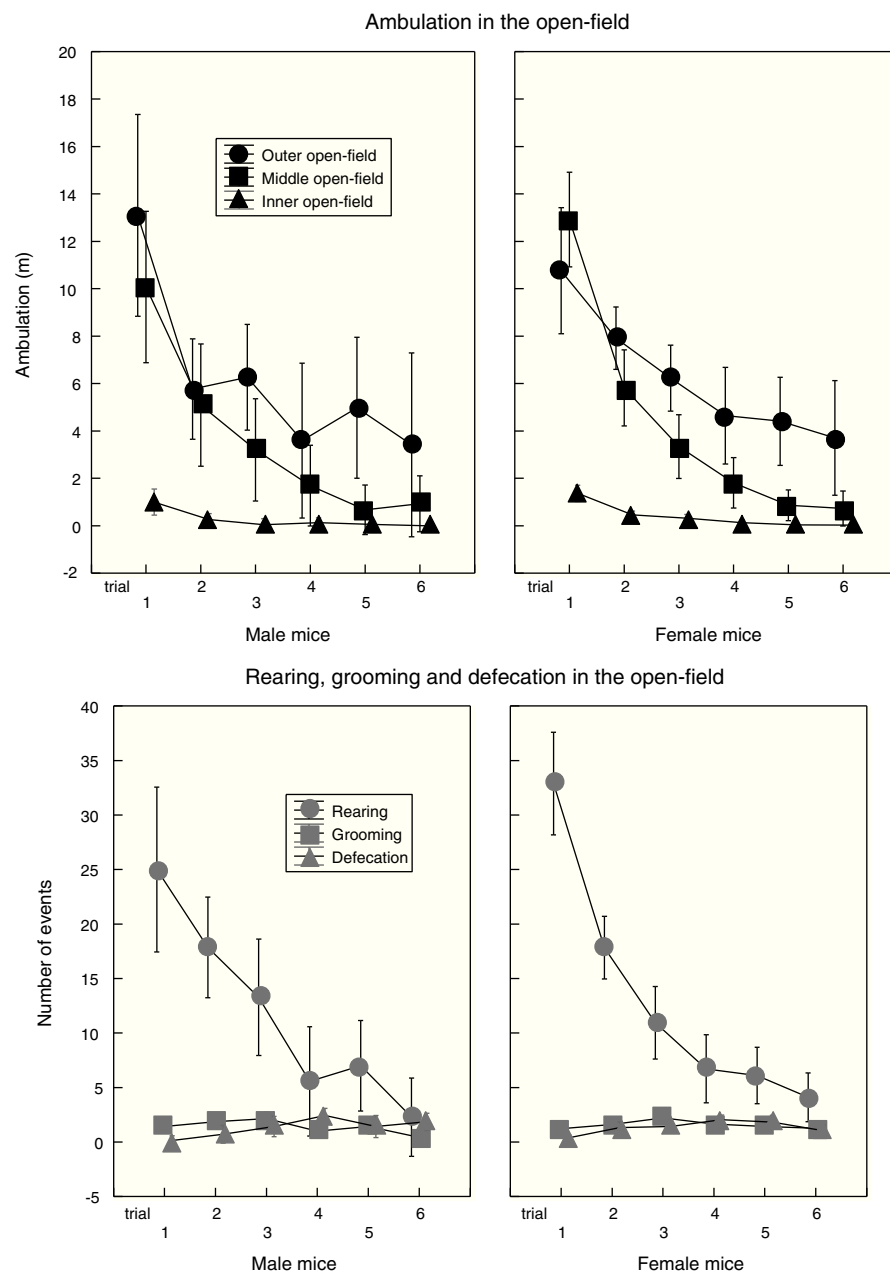 Ambulation in the open-field
20
18
16
14
12
10
8
6
4
2
0
-2
Ambulation (m)
Outer open-field
Middle open-field
Inner open-field
trial
1
2
3
4
5
6
Male mice
trial
1
2
3
4
5
6
Female mice
Rearing, grooming and defecation in the open-field
40
35
30
25
20
15
10
5
0
-5
Number of events
Rearing
Grooming
Defecation
trial
1
2
3
4
5
6
Male mice
trial
1
2
3
4
5
6
Female mice